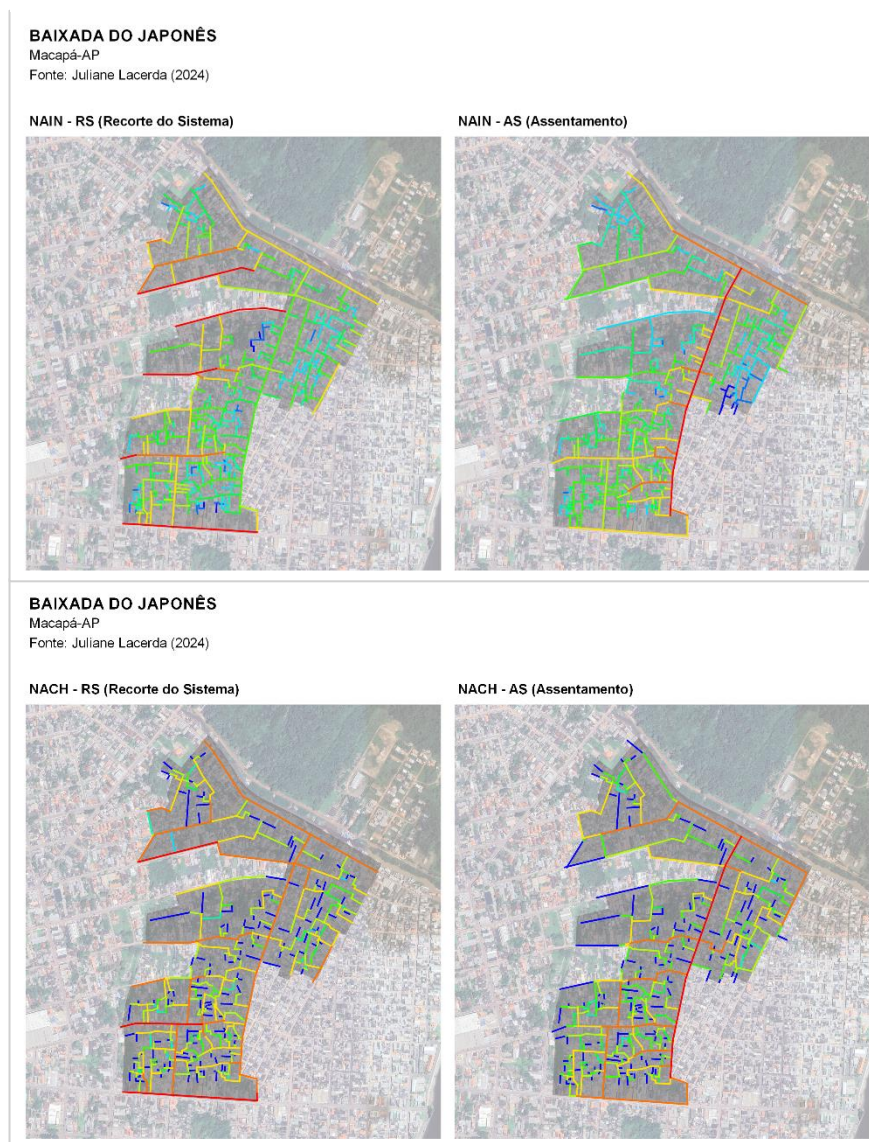 BAIXADA DO JAPONÊS
Macapá-AP
Fonte: Juliane Lacerda (2024)
NAIN - RS (Recorte do Sistema)
NAIN - AS (Assentamento)
BAIXADA DO JAPONÊS
Macapá-AP
Fonte: Juliane Lacerda (2024)
NACH - RS (Recorte do Sistema)
NACH - AS (Assentamento)